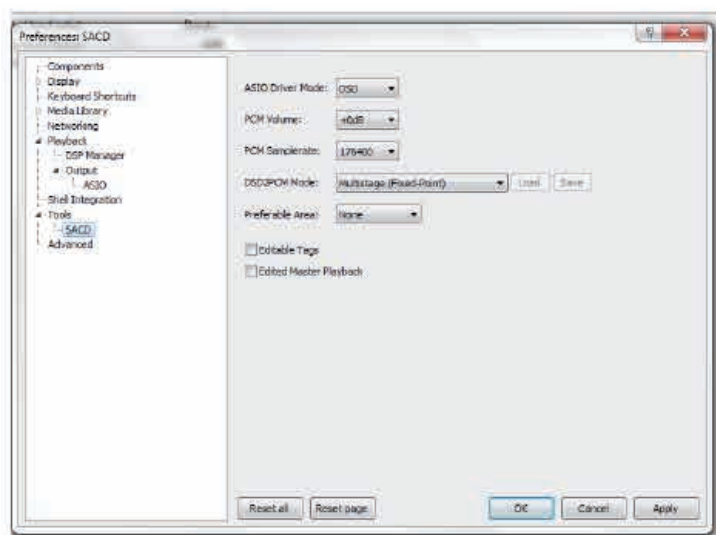 Preferences: SACD
Components
Display
Keyboard Shortcuts
Media Library
Networking
Playback
DSP Manager
Output
ASIO
Shell Integration
Tools
SACD
Advanced
ASIO Driver Mode: DSD
PCM Volume: +0dB
PCM Samplerate: 176400
DSD2PCM Mode: Multistage (Fixed-Point) Load Save
Preferable Area: None
Editable Tags
Edited Master Playback
Reset all Reset page OK Cancel Apply